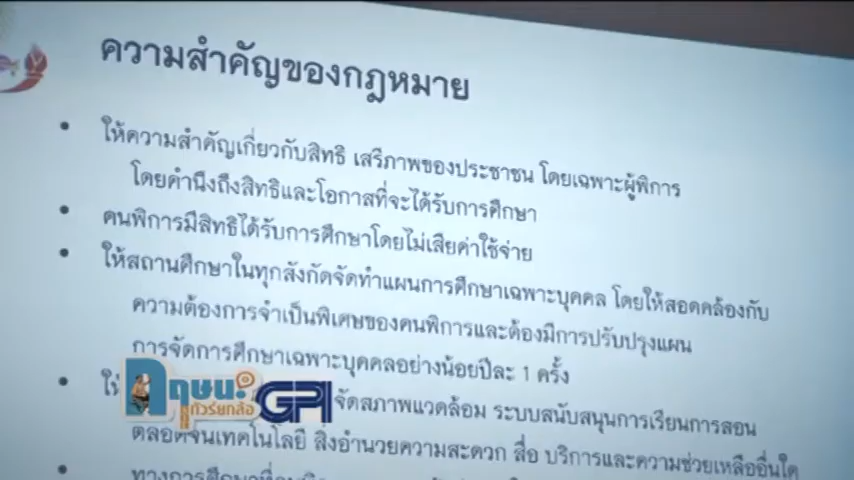 ความสำคัญของกฎหมาย
• ให้ความสำคัญเกี่ยวกับสิทธิ เสรีภาพของประชาชน โดยเฉพาะผู้พิการ
โดยคำนึงถึงสิทธิและโอกาสที่จะได้รับการศึกษา
• คนพิการมีสิทธิได้รับการศึกษาโดยไม่เสียค่าใช้จ่าย
• ให้สถานศึกษาในทุกสังกัดจัดทำแผนการศึกษาเฉพาะบุคคล โดยให้สอดคล้องกับ
ความต้องการจำเป็นพิเศษของคนพิการและต้องมีการปรับปรุงแผน
การจัดการศึกษาเฉพาะบุคคลอย่างน้อยปีละ 1 ครั้ง
• ให้ จัดสภาพแวดล้อม ระบบสนับสนุนการเรียนการสอน
ตลอดจนเทคโนโลยี สิ่งอำนวยความสะดวก สื่อ บริการและความช่วยเหลืออื่นใด
ทางการศึกษา
ทัวร์ยกล้อ
GPI